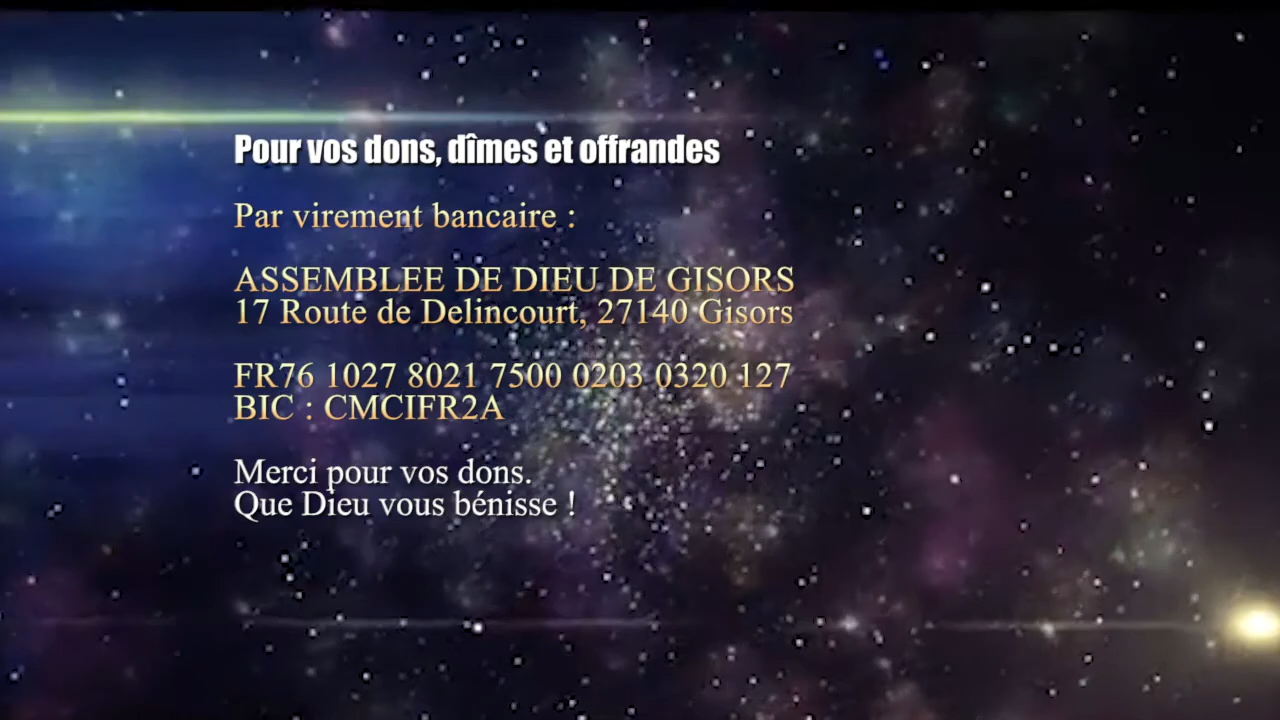 Pour vos dons, dîmes et offrandes
Par virement bancaire :
ASSEMBLEE DE DIEU DE GISORS
17 Route de Delincourt, 27140 Gisors
FR76 1027 8021 7500 0203 0320 127
BIC : CMCIFR2A
Merci pour vos dons.
Que Dieu vous bénisse !